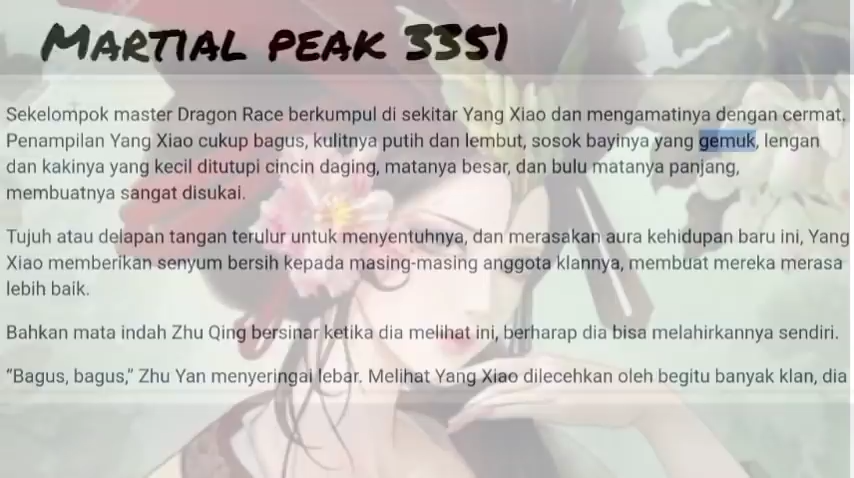 MARTIAL PEAK 3351
Sekelompok master Dragon Race berkumpul di sekitar Yang Xiao dan mengamatinya dengan cermat.
Penampilan Yang Xiao cukup bagus, kulitnya putih dan lembut, sosok bayinya yang gemuk, lengan
dan kakinya yang kecil ditutupi cincin daging, matanya besar, dan bulu matanya panjang,
membuatnya sangat disukai.
Tujuh atau delapan tangan terulur untuk menyentuhnya, dan merasakan aura kehidupan baru ini, Yang
Xiao memberikan senyum bersih kepada masing-masing anggota klannya, membuat mereka merasa
lebih baik.
Bahkan mata indah Zhu Qing bersinar ketika dia melihat ini, berharap dia bisa melahirkannya sendiri.
“Bagus, bagus,” Zhu Yan menyeringai lebar. Melihat Yang Xiao dilecehkan oleh begitu banyak klan, dia